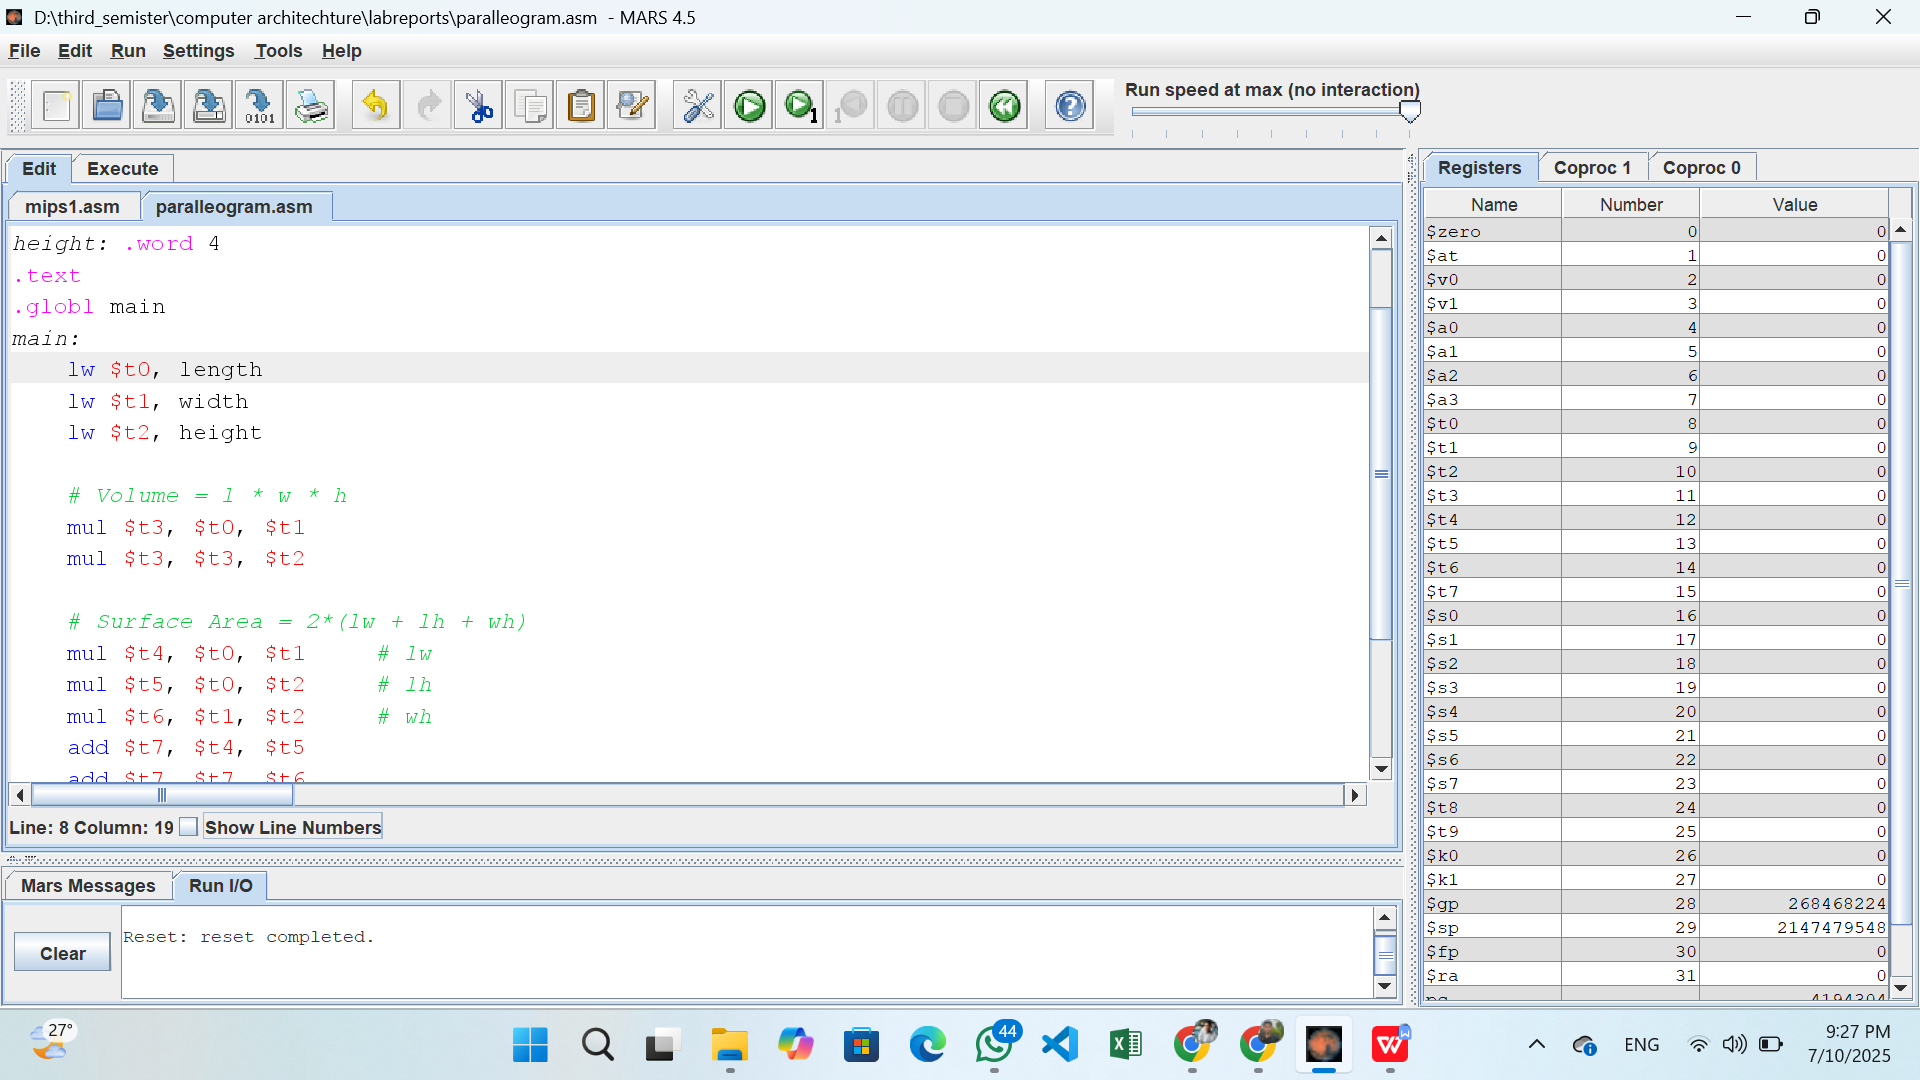 D:\third_semister\computer architechture\labreports\paralleogram.asm - MARS 4.5
File Edit Run Settings Tools Help
Run speed at max (no interaction)
Edit Execute
mips1.asm paralleogram.asm
height: .word 4
.text
.globl main
main:
lw $t0, length
lw $t1, width
lw $t2, height
# Volume = l * w * h
mul $t3, $t0, $t1
mul $t3, $t3, $t2
# Surface Area = 2*(lw + lh + wh)
mul $t4, $t0, $t1 # lw
mul $t5, $t0, $t2 # lh
mul $t6, $t1, $t2 # wh
add $t7, $t4, $t5
add $t7, $t7, $t6
Line: 8 Column: 19 Show Line Numbers
Mars Messages Run I/O
Clear
Reset: reset completed.
Registers Coproc 1 Coproc 0
Name Number Value
$zero 0 0
$at 1 0
$v0 2 0
$v1 3 0
$a0 4 0
$a1 5 0
$a2 6 0
$a3 7 0
$t0 8 0
$t1 9 0
$t2 10 0
$t3 11 0
$t4 12 0
$t5 13 0
$t6 14 0
$t7 15 0
$s0 16 0
$s1 17 0
$s2 18 0
$s3 19 0
$s4 20 0
$s5 21 0
$s6 22 0
$s7 23 0
$t8 24 0
$t9 25 0
$k0 26 0
$k1 27 0
$gp 28 268468224
$sp 29 2147479548
$fp 30 0
$ra 31 0
pc 4194304
27°
44
ENG
9:27 PM
7/10/2025